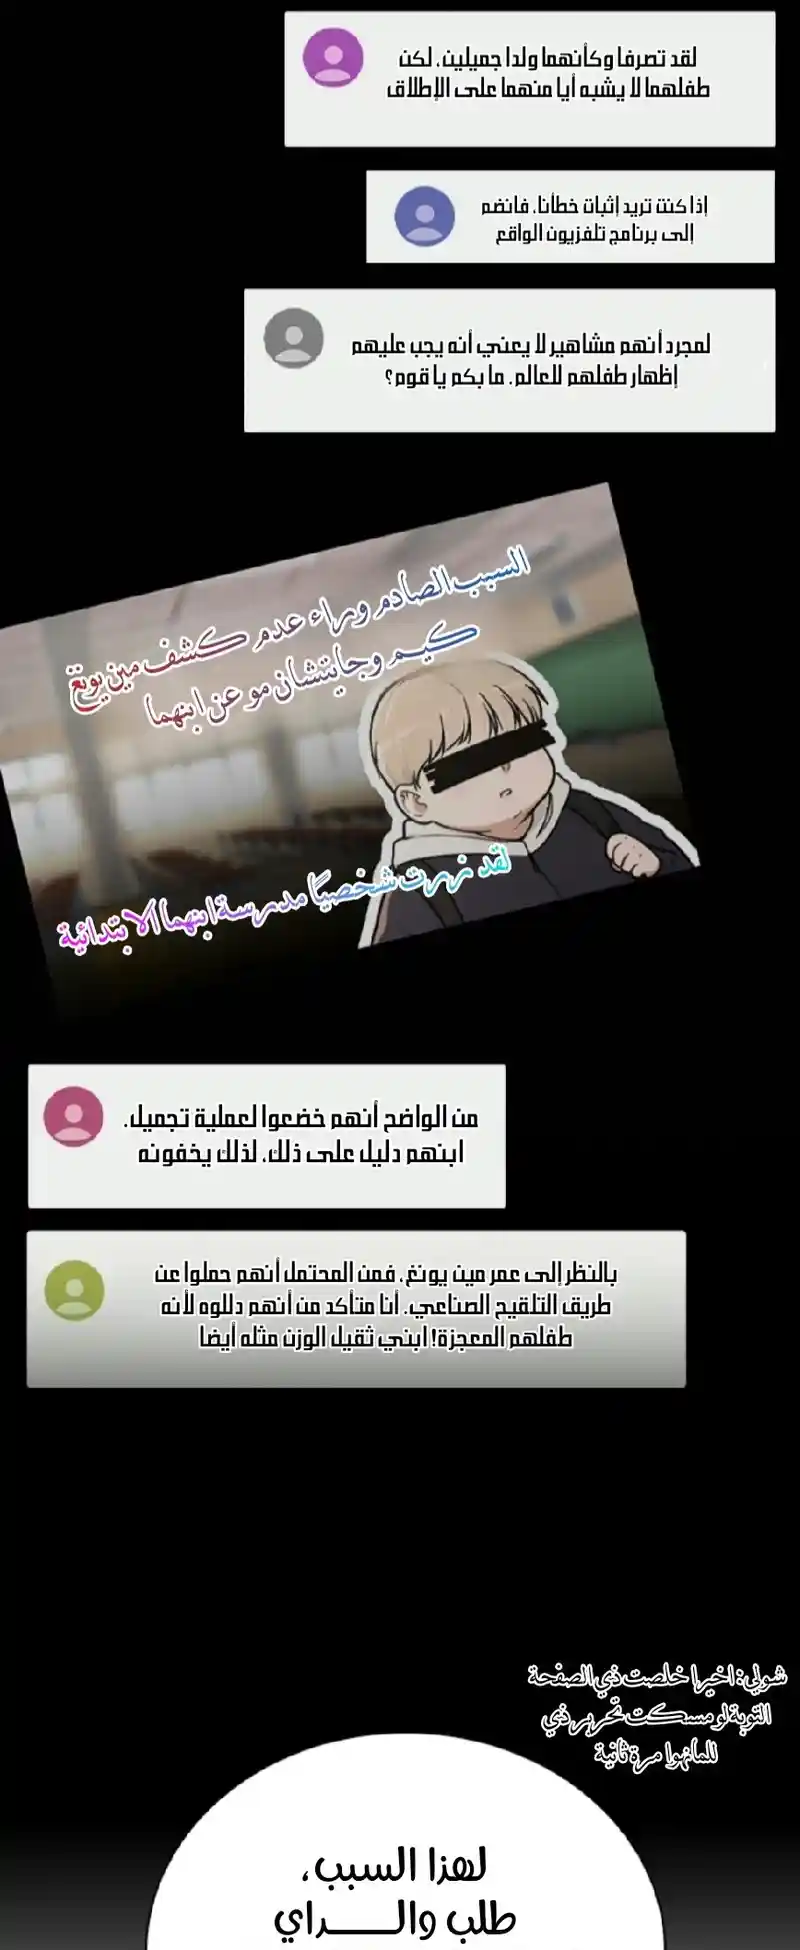 لقد تصرفا وكأنهما ولدا جميلين، لكن
طفلهما لا يشبه أيا منهما على الإطلاق
إذا كنت تريد إثبات خطأنا، فانضم
إلى برنامج تلفزيون الواقع
لمجرد أنهم مشاهير لا يعني أنه يجب عليهم
إظهار طفلهم للعالم. ما بكم يا قوم؟
السبب الصادم وراء عدم كشف مين يونغ
كيم وجايتشان مو عن ابنهما
لقد زرت شخصيًا مدرسة ابنهما الابتدائية
من الواضح أنهم خضعوا لعملية تجميل.
ابنهم دليل على ذلك، لذلك يخفونه
بالنظر إلى عمر مين يونغ، فمن المحتمل أنهم حملوا عن
طريق التلقيح الصناعي. أنا متأكد من أنهم دللوه لأنه
طفلهم المعجزة! ابني ثقيل الوزن مثله أيضا
شولي: اخيرا خلصت ذي الصفحة
التوبة لو مسكت تحرير ذي
للمانهوا مرة ثانية
لهذا السبب،
طلب والـــــداي